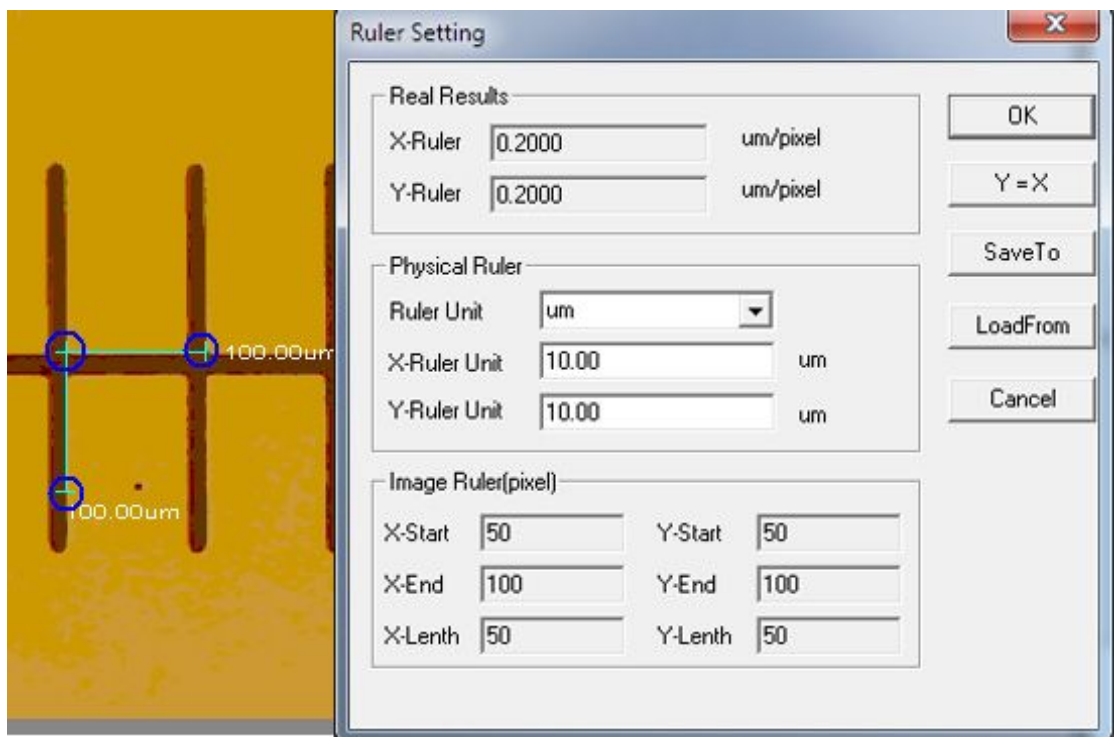 Ruler Setting
Real Results
X-Ruler 0.2000 um/pixel
Y-Ruler 0.2000 um/pixel
Physical Ruler
Ruler Unit um
X-Ruler Unit 10.00 um
Y-Ruler Unit 10.00 um
Image Ruler(pixel)
X-Start 50 Y-Start 50
X-End 100 Y-End 100
X-Lenth 50 Y-Lenth 50
OK
Y = X
SaveTo
LoadFrom
Cancel
100.00um
100.00um